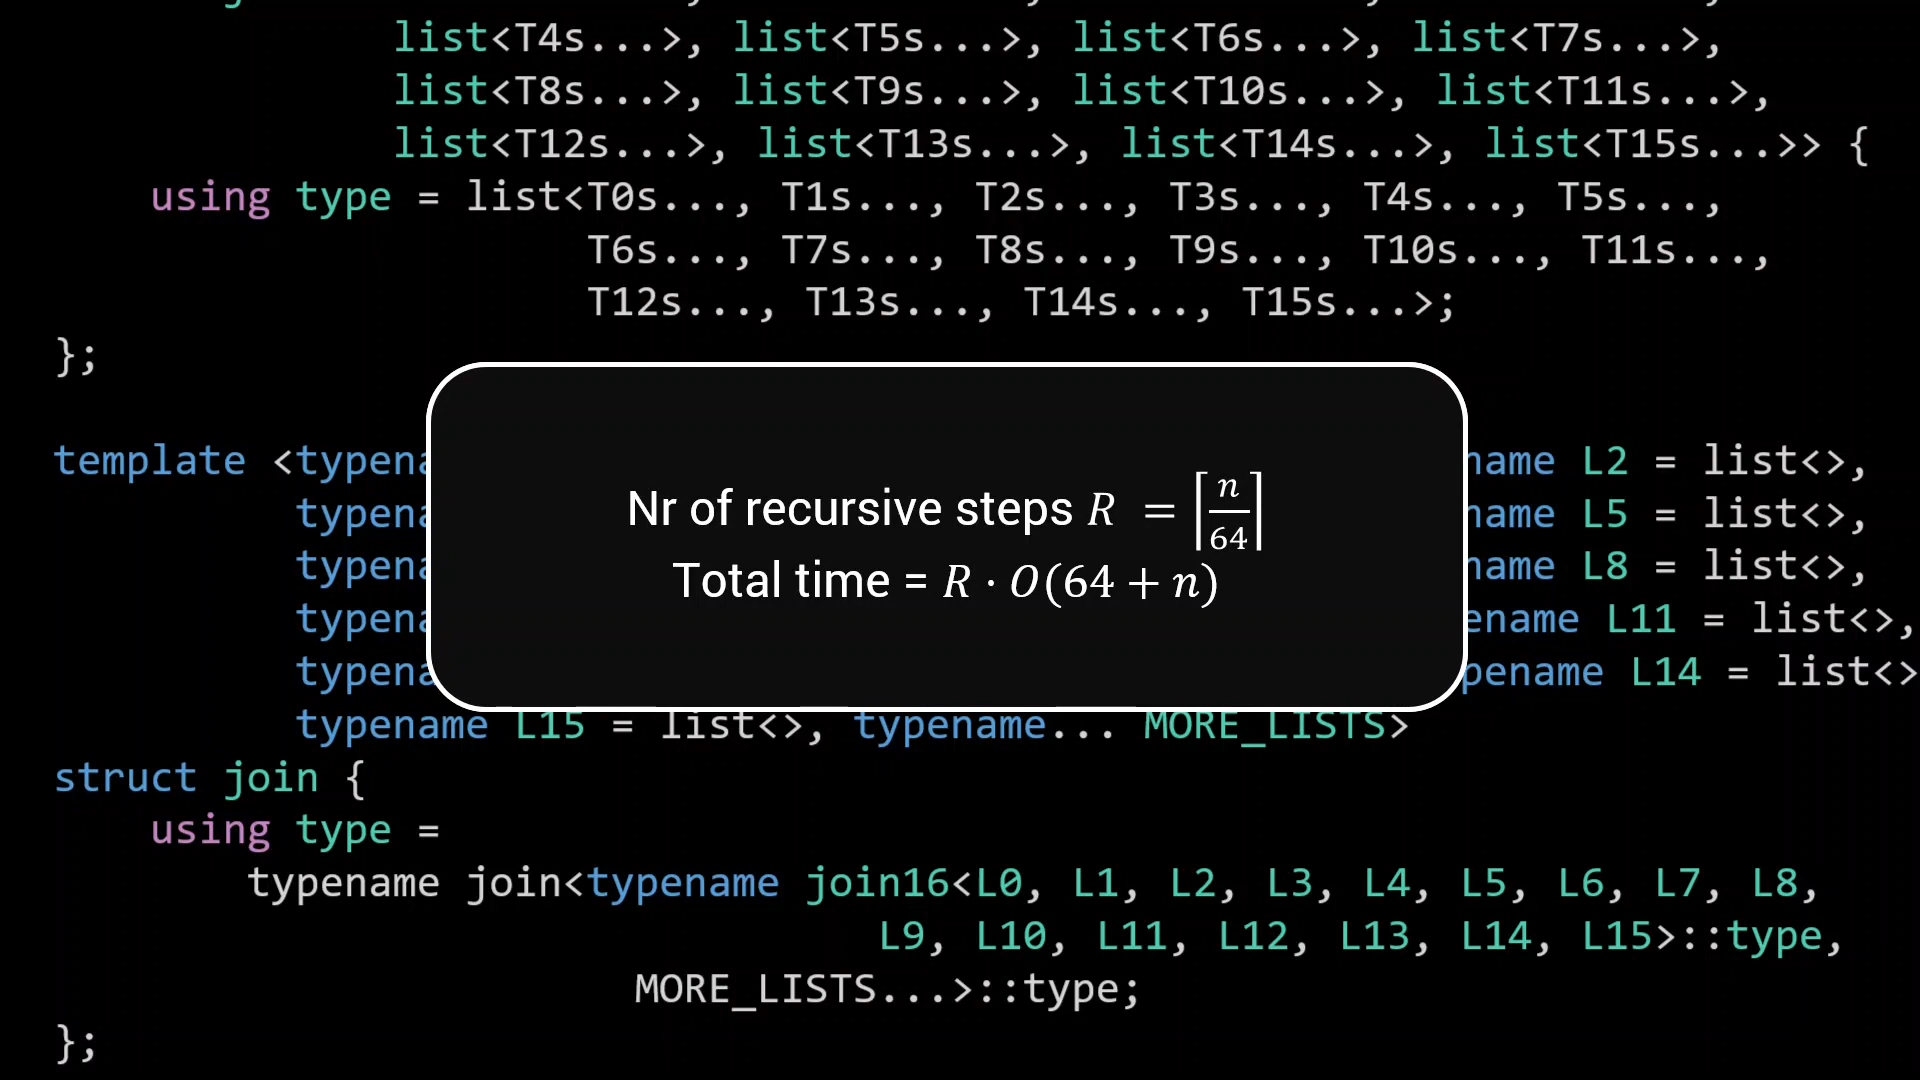 list<T4s...>, list<T5s...>, list<T6s...>, list<T7s...>,
list<T8s...>, list<T9s...>, list<T10s...>, list<T11s...>,
list<T12s...>, list<T13s...>, list<T14s...>, list<T15s...>> {
using type = list<T0s..., T1s..., T2s..., T3s..., T4s..., T5s...,
T6s..., T7s..., T8s..., T9s..., T10s..., T11s...,
T12s..., T13s..., T14s..., T15s...>;
};
template <typena name L2 = list<>,
typena name L5 = list<>,
typena name L8 = list<>,
typena ename L11 = list<>,
typena pename L14 = list<>
typename L15 = list<>, typename... MORE_LISTS>
struct join {
using type =
typename join<typename join16<L0, L1, L2, L3, L4, L5, L6, L7, L8,
L9, L10, L11, L12, L13, L14, L15>::type,
MORE_LISTS...>::type;
};
Nr of recursive steps R = ⌈n/64⌉
Total time = R · O(64 + n)